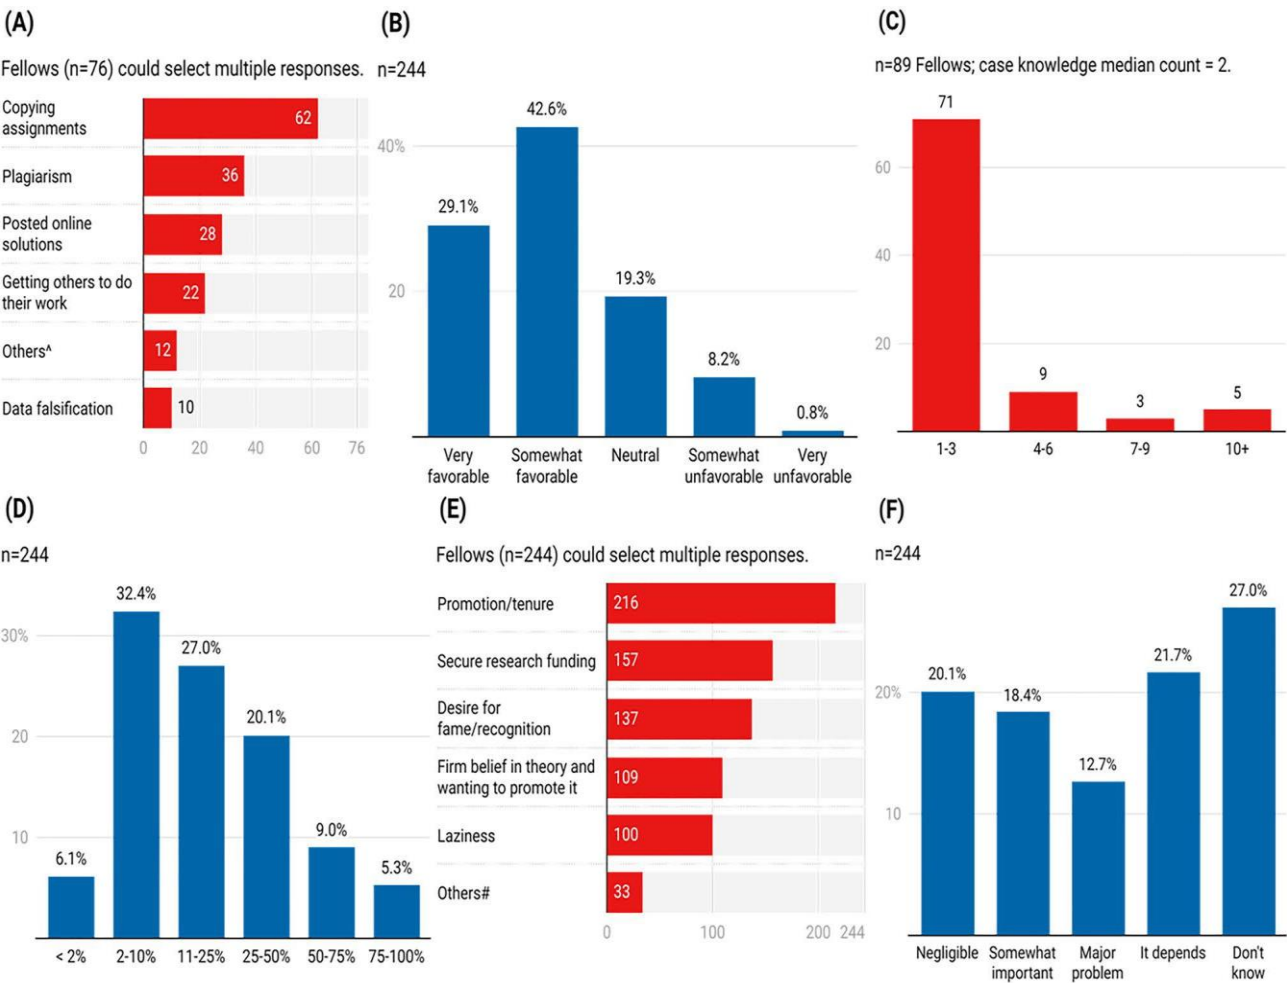 (A)
Fellows (n=76) could select multiple responses.
Copying
assignments
62
Plagiarism
36
Posted online
solutions
28
Getting others to do
their work
22
Others^
12
Data falsification
10
0 20 40 60 76
(B)
n=244
40%
20
29.1%
42.6%
19.3%
8.2%
0.8%
Very
favorable
Somewhat
favorable
Neutral
Somewhat
unfavorable
Very
unfavorable
(C)
n=89 Fellows; case knowledge median count = 2.
60
40
20
71
9
3
5
1-3 4-6 7-9 10+
(D)
n=244
30%
20
10
6.1%
32.4%
27.0%
20.1%
9.0%
5.3%
< 2% 2-10% 11-25% 25-50% 50-75% 75-100%
(E)
Fellows (n=244) could select multiple responses.
Promotion/tenure
216
Secure research funding
157
Desire for
fame/recognition
137
Firm belief in theory and
wanting to promote it
109
Laziness
100
Others#
33
0 100 200 244
(F)
n=244
20%
10
20.1%
18.4%
12.7%
21.7%
27.0%
Negligible
Somewhat
important
Major
problem
It depends
Don't
know